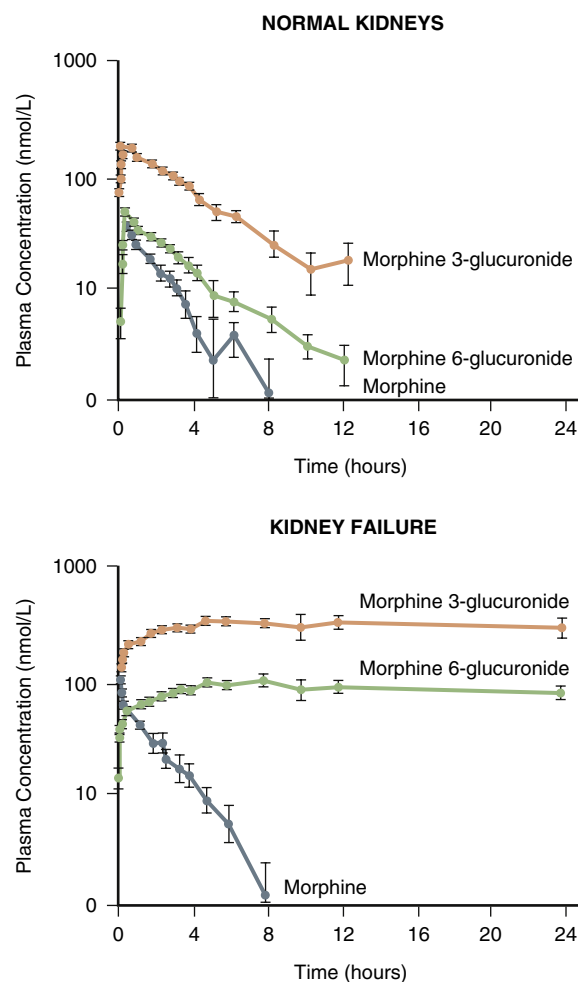 NORMAL KIDNEYS
Plasma Concentration (nmol/L)
1000
100
10
0
Morphine 3-glucuronide
Morphine 6-glucuronide
Morphine
0 4 8 12 16 20 24
Time (hours)
KIDNEY FAILURE
Plasma Concentration (nmol/L)
1000
100
10
0
Morphine 3-glucuronide
Morphine 6-glucuronide
Morphine
0 4 8 12 16 20 24
Time (hours)